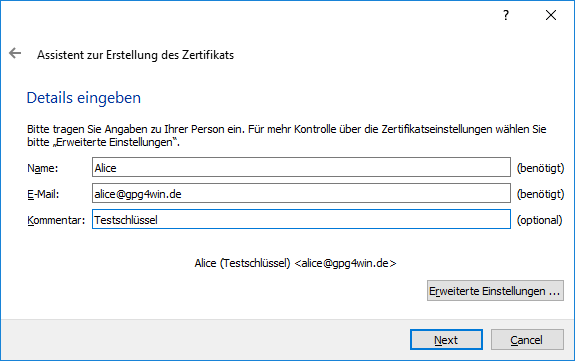 ?
Assistent zur Erstellung des Zertifikats
Details eingeben
Bitte tragen Sie Angaben zu Ihrer Person ein. Für mehr Kontrolle über die Zertifikatseinstellungen wählen Sie
bitte „Erweiterte Einstellungen“.
Name: Alice (benötigt)
E-Mail: alice@gpg4win.de (benötigt)
Kommentar: Testschlüssel (optional)
Alice (Testschlüssel) <alice@gpg4win.de>
Erweiterte Einstellungen ...
Next Cancel